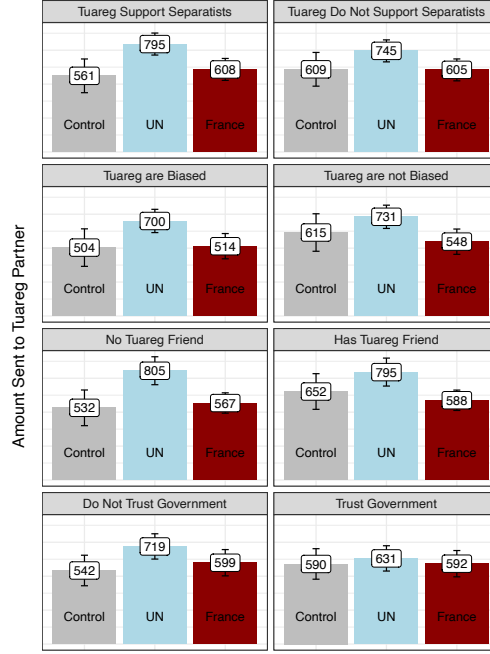 Amount Sent to Tuareg Partner
Tuareg Support Separatists
561
795
608
Control
UN
France
Tuareg Do Not Support Separatists
609
745
605
Control
UN
France
Tuareg are Biased
504
700
514
Control
UN
France
Tuareg are not Biased
615
731
548
Control
UN
France
No Tuareg Friend
532
805
567
Control
UN
France
Has Tuareg Friend
652
795
588
Control
UN
France
Do Not Trust Government
542
719
599
Control
UN
France
Trust Government
590
631
592
Control
UN
France